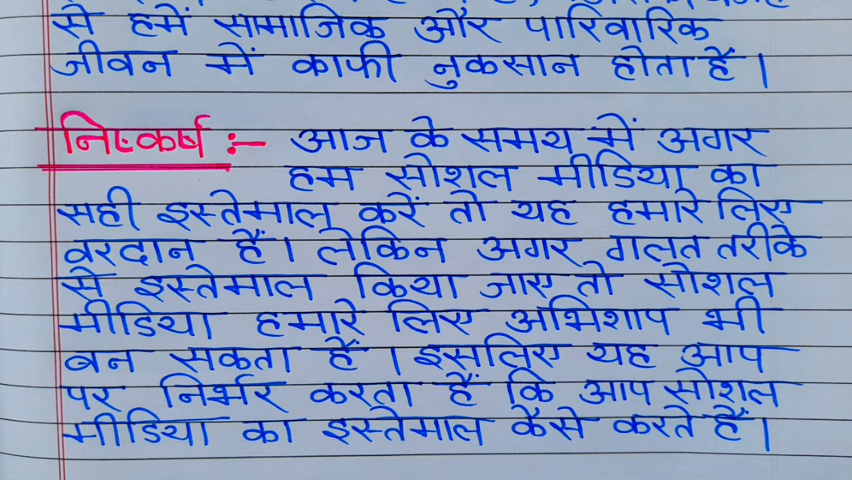 से हमें सामाजिक और पारिवारिक
जीवन में काफी नुकसान होता है।
निष्कर्ष :- आज के समय में अगर
हम सोशल मीडिया का
सही इस्तेमाल करें तो यह हमारे लिए
वरदान हैं। लेकिन अगर गलत तरीके
से इस्तेमाल किया जाए तो सोशल
मीडिया हमारे लिए अभिशाप भी
बन सकता हैं। इसलिए यह आप
पर निर्भर करता हैं कि आप सोशल
मीडिया का इस्तेमाल कैसे करते हैं।